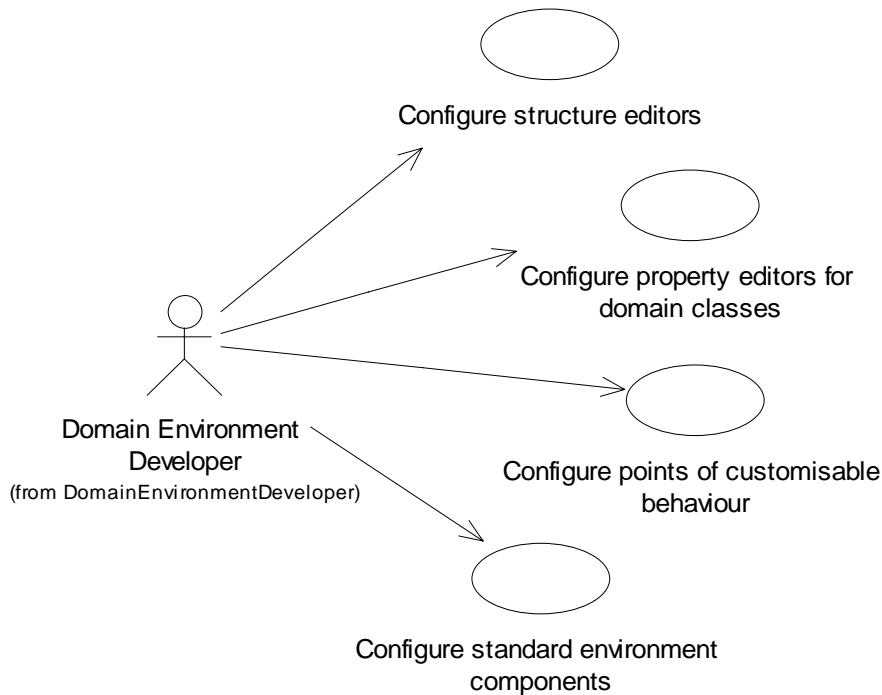 Configure structure editors
Configure property editors for
domain classes
Domain Environment
Developer
(from DomainEnvironmentDeveloper)
Configure points of customisable
behaviour
Configure standard environment
components